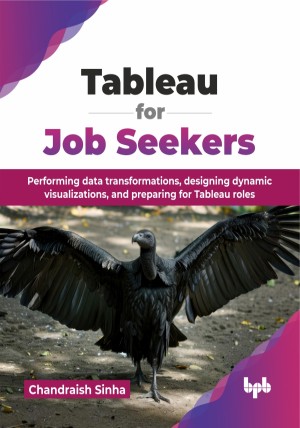 Tableau
for
Job Seekers
Performing data transformations, designing dynamic
visualizations, and preparing for Tableau roles
Chandraish Sinha
bpb